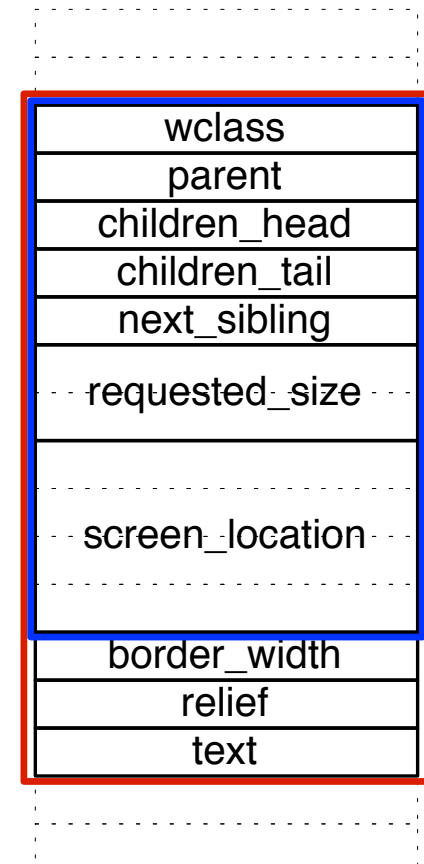 wclass
parent
children_head
children_tail
next_sibling
requested_size
screen_location
border_width
relief
text